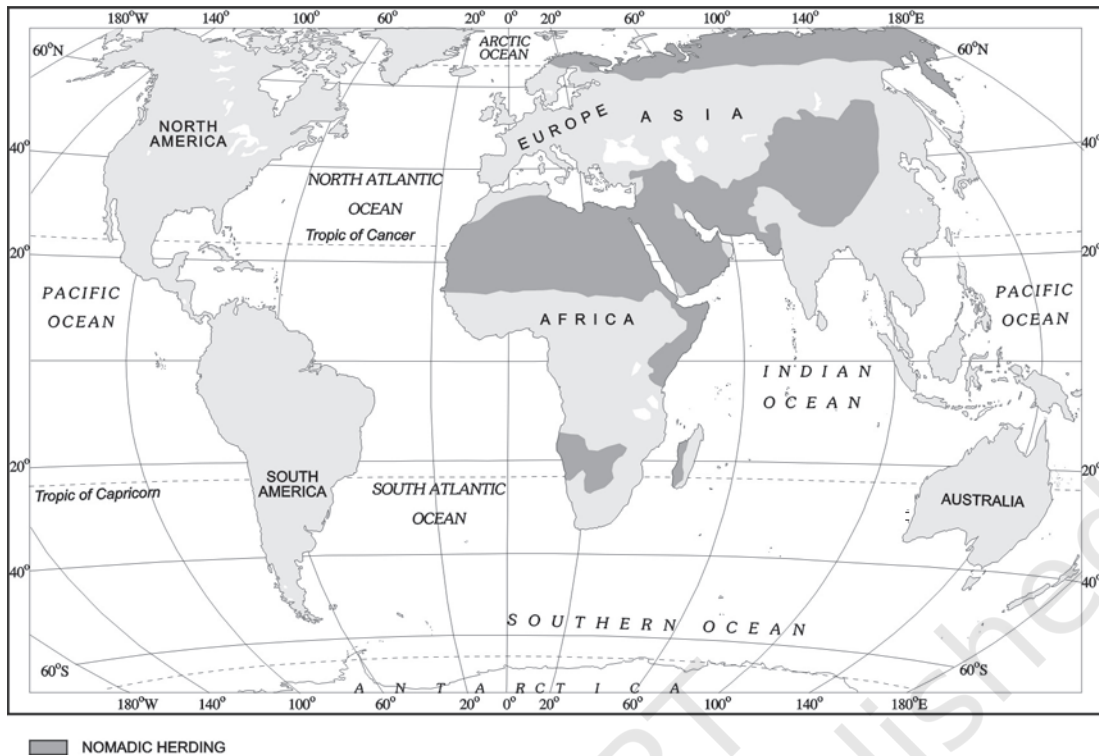 180°W 140° 100° 60° 20° 0° 20° 60° 100° 140° 180°E
ARCTIC
OCEAN
60°N 60°N
NORTH
AMERICA
EUROPE
ASIA
40° 40°
NORTH ATLANTIC
OCEAN
Tropic of Cancer
20° 20°
PACIFIC
OCEAN
PACIFIC
OCEAN
AFRICA
INDIAN
OCEAN
20° 20°
Tropic of Capricorn
SOUTH
AMERICA
SOUTH ATLANTIC
OCEAN
AUSTRALIA
40° 40°
SOUTHERN OCEAN
60°S 60°S
ANTARCTICA
180°W 140° 100° 60° 20° 0° 20° 60° 100° 140° 180°E
NOMADIC HERDING